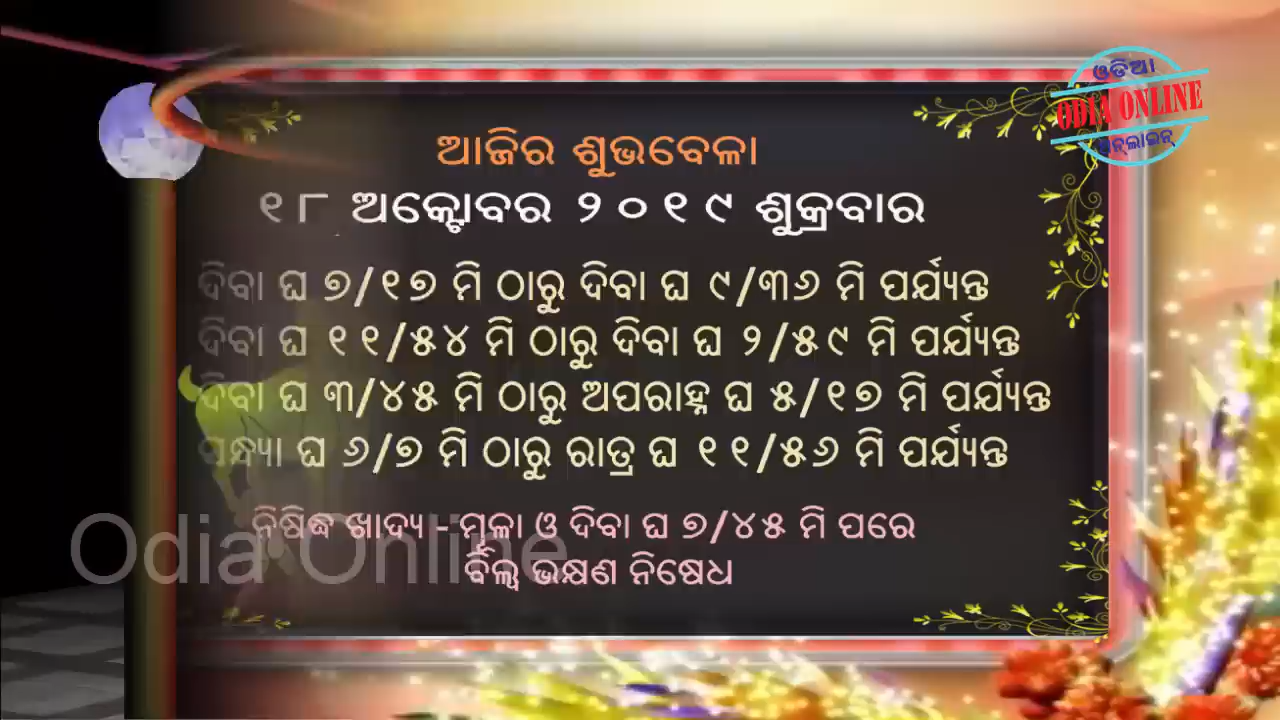 ଓଡିଆ
ODIA ONLINE
ଅନ୍‌ଲାଇନ୍
ଆଜିର ଶୁଭବେଳା
୧୮ ଅକ୍ଟୋବର ୨୦୧୯ ଶୁକ୍ରବାର
ଦିବା ଘ ୭/୧୭ ମି ଠାରୁ ଦିବା ଘ ୯/୩୬ ମି ପର୍ଯ୍ୟନ୍ତ
ଦିବା ଘ ୧୧/୫୪ ମି ଠାରୁ ଦିବା ଘ ୨/୫୯ ମି ପର୍ଯ୍ୟନ୍ତ
ଦିବା ଘ ୩/୪୫ ମି ଠାରୁ ଅପରାହ୍ନ ଘ ୫/୧୭ ମି ପର୍ଯ୍ୟନ୍ତ
ସନ୍ଧ୍ୟା ଘ ୬/୭ ମି ଠାରୁ ରାତ୍ର ଘ ୧୧/୫୬ ମି ପର୍ଯ୍ୟନ୍ତ
ନିଷିଦ୍ଧ ଖାଦ୍ୟ - ମୂଳା ଓ ଦିବା ଘ ୭/୪୫ ମି ପରେ
ବିଲ୍ୱ ଭକ୍ଷଣ ନିଷେଧ
Odia Online